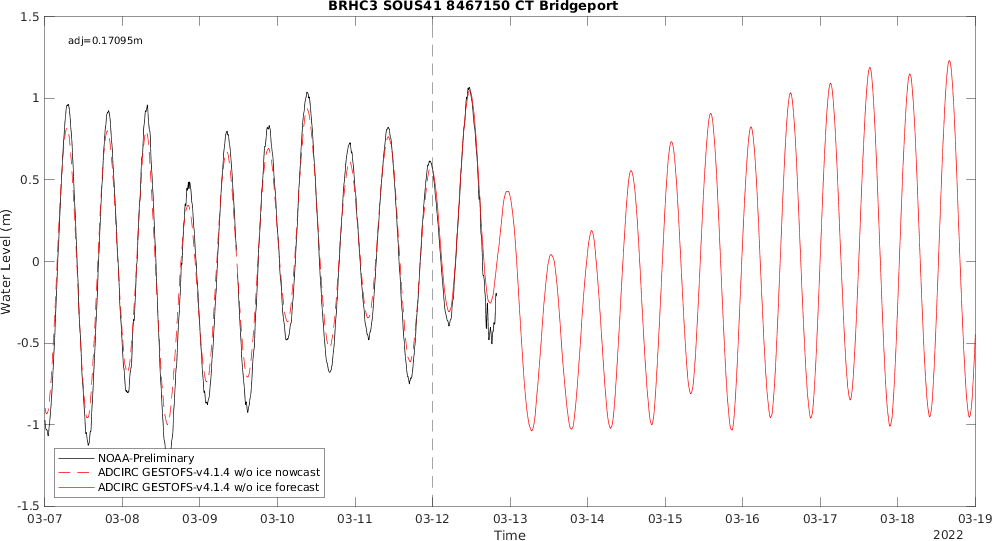 BRHC3 SOUS41 8467150 CT Bridgeport
adj=0.17095m
1.5
1
0.5
0
-0.5
-1
-1.5
Water Level (m)
NOAA-Preliminary
ADCIRC GESTOFS-v4.1.4 w/o ice nowcast
ADCIRC GESTOFS-v4.1.4 w/o ice forecast
03-07 03-08 03-09 03-10 03-11 03-12 03-13 03-14 03-15 03-16 03-17 03-18 03-19
Time
2022